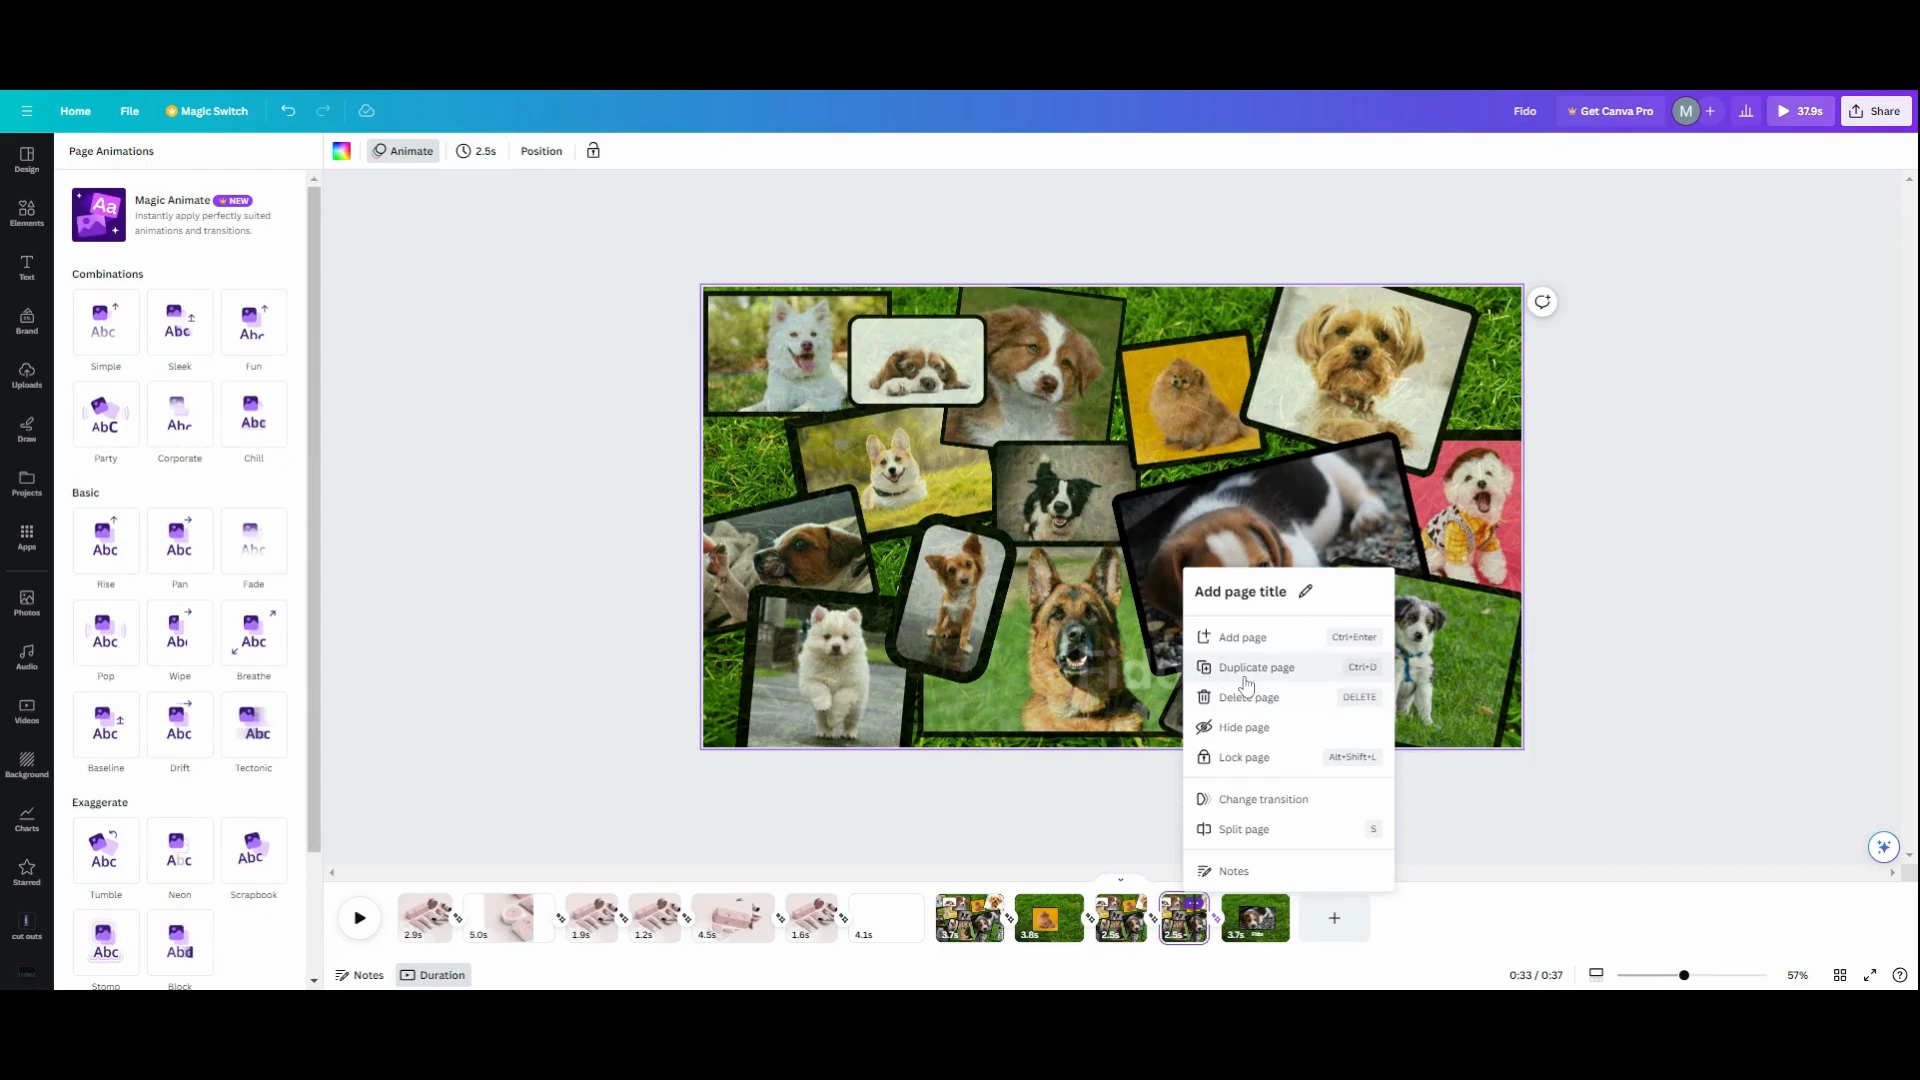 Home File Magic Switch Fido Get Canva Pro M + 37.9s Share
Page Animations Animate 2.5s Position
Design
Elements
Text
Brand
Uploads
Draw
Projects
Apps
Photos
Audio
Videos
Background
Charts
Starred
cut outs
Magic Animate NEW
Instantly apply perfectly suited
animations and transitions.
Combinations
Abc Abc Abc
Simple Sleek Fun
AbC Abc Abc
Party Corporate Chill
Basic
Abc Abc Abc
Rise Pan Fade
Abc Abc Abc
Pop Wipe Breathe
Abc Abc Abc
Baseline Drift Tectonic
Exaggerate
Abc Abc Abc
Tumble Neon Scrapbook
Abc Abc
Stomp Block
Add page title
Add page Ctrl+Enter
Duplicate page Ctrl+D
Delete page DELETE
Hide page
Lock page Alt+Shift+L
Change transition
Split page S
Notes
2.9s 5.0s 1.9s 1.2s 4.5s 1.6s 4.1s 3.7s 3.8s 2.5s 2.5s 3.7s Fido
Notes Duration 0:33 / 0:37 57%